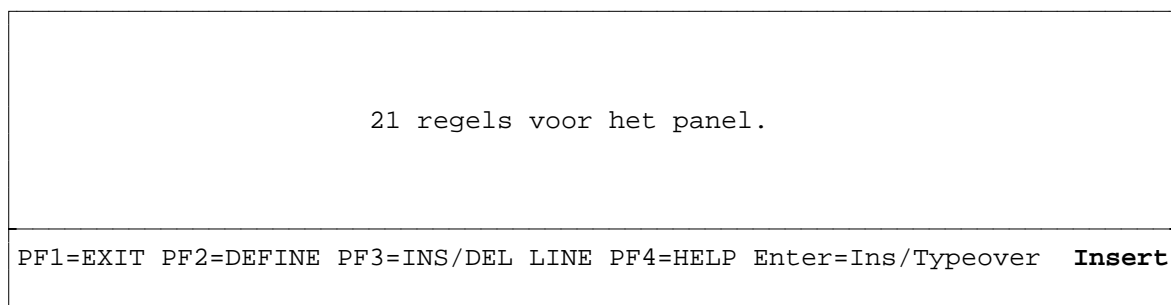 21 regels voor het panel.
PF1=EXIT PF2=DEFINE PF3=INS/DEL LINE PF4=HELP Enter=Ins/Typeover Insert